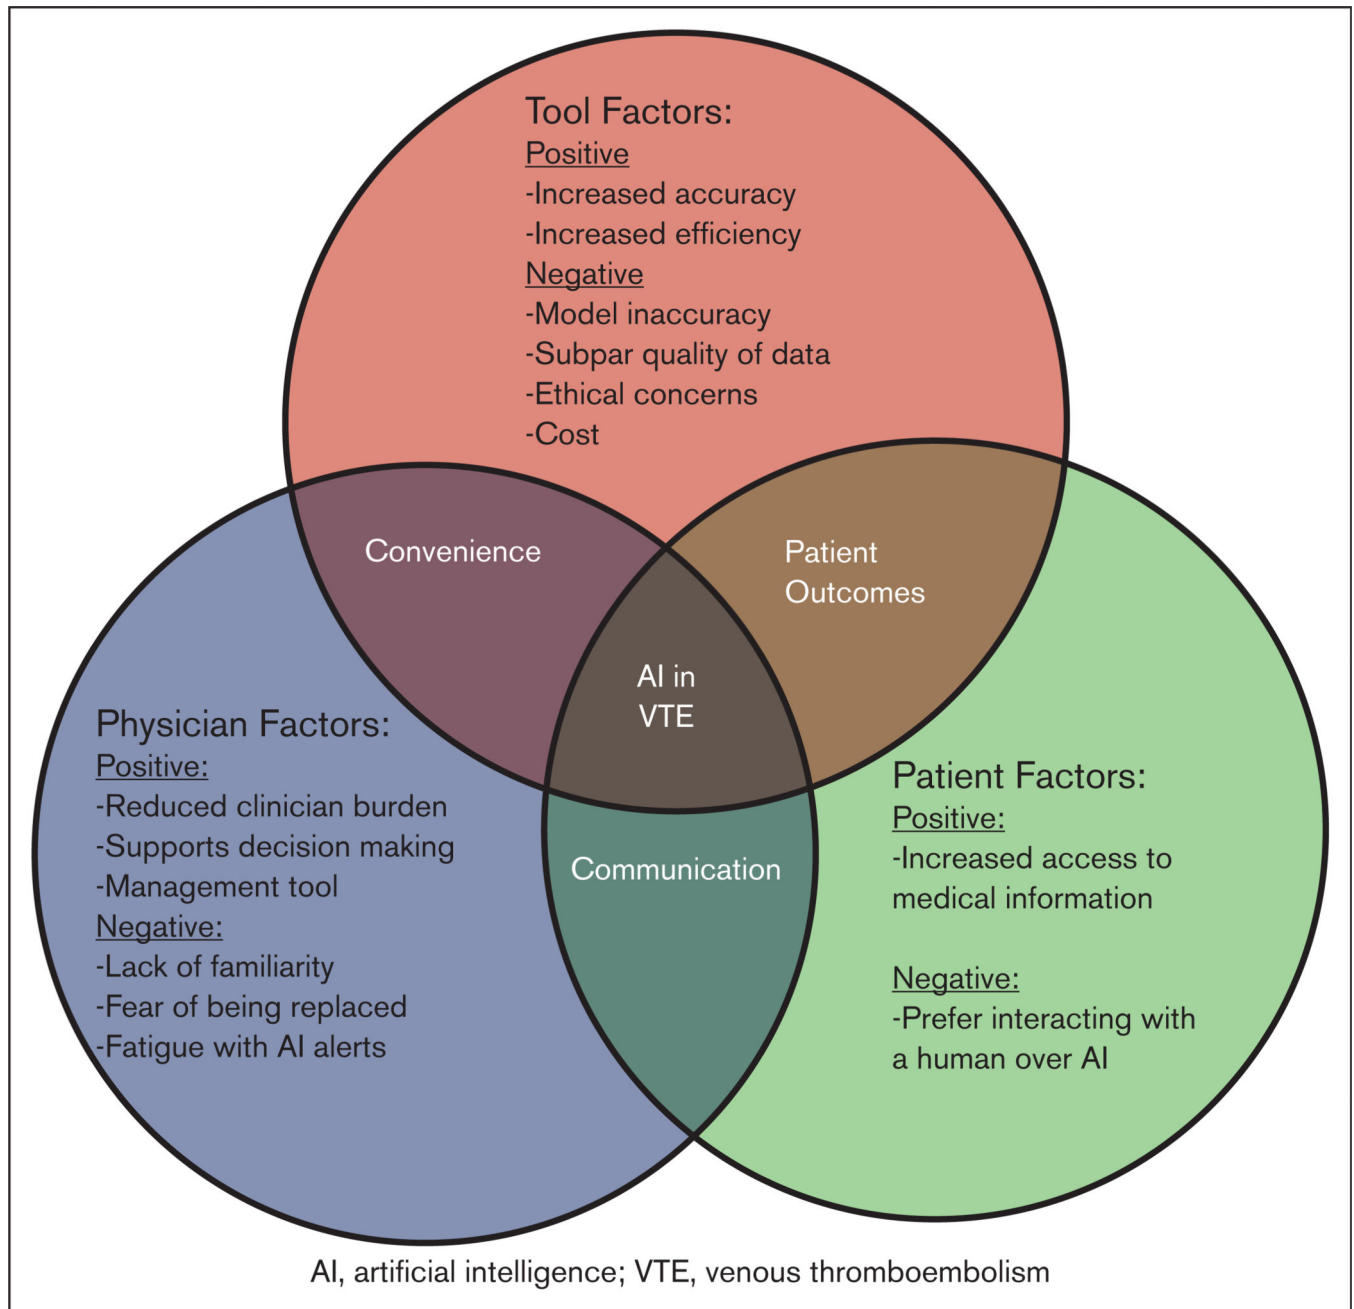 Tool Factors:
Positive
-Increased accuracy
-Increased efficiency
Negative
-Model inaccuracy
-Subpar quality of data
-Ethical concerns
-Cost
Convenience
Patient
Outcomes
AI in
VTE
Physician Factors:
Positive:
-Reduced clinician burden
-Supports decision making
-Management tool
Negative:
-Lack of familiarity
-Fear of being replaced
-Fatigue with AI alerts
Communication
Patient Factors:
Positive:
-Increased access to
medical information
Negative:
-Prefer interacting with
a human over AI
AI, artificial intelligence; VTE, venous thromboembolism